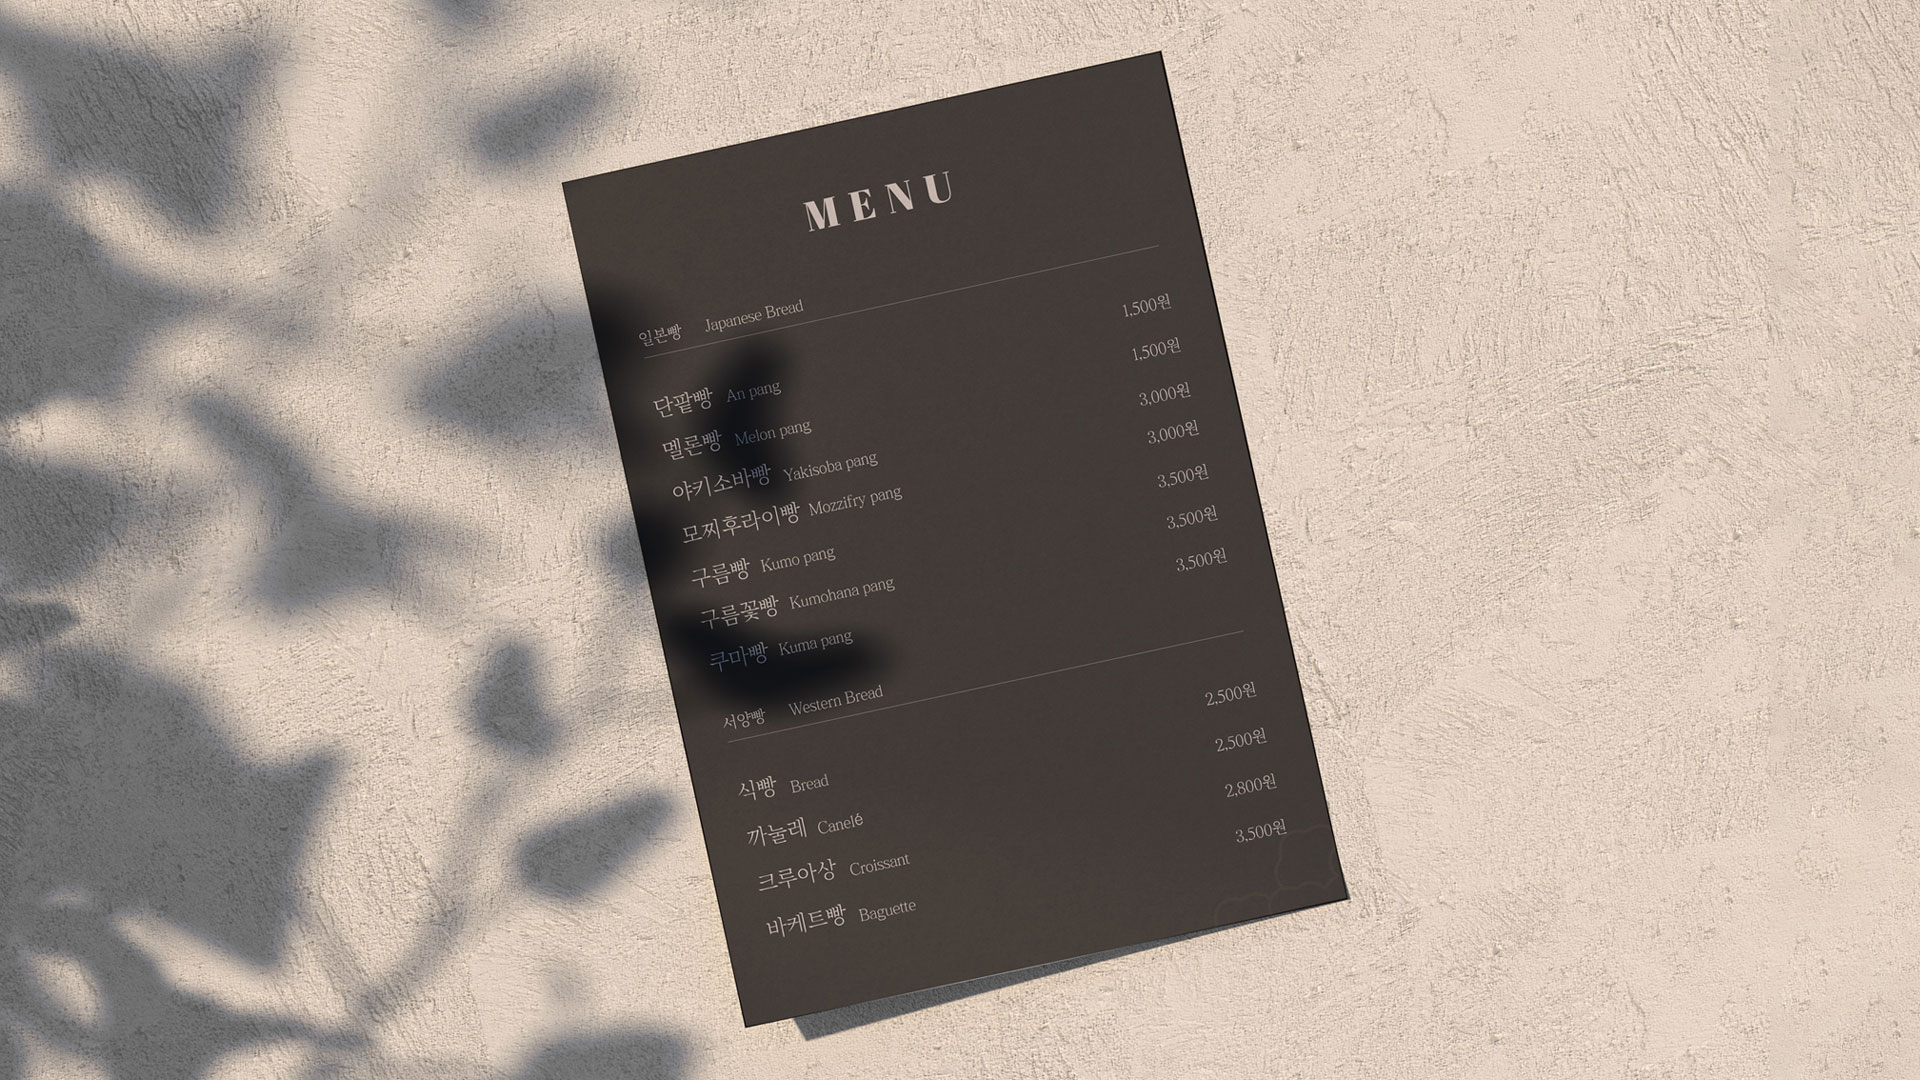 MENU
일본빵 Japanese Bread
단팥빵 An pang 1,500원
멜론빵 Melon pang 1,500원
야키소바빵 Yakisoba pang 3,000원
모찌후라이빵 Mozzifry pang 3,000원
구름빵 Kumo pang 3,500원
구름꽃빵 Kumohana pang 3,500원
쿠마빵 Kuma pang 3,500원
서양빵 Western Bread
식빵 Bread 2,500원
까눌레 Canelé 2,500원
크루아상 Croissant 2,800원
바케트빵 Baguette 3,500원